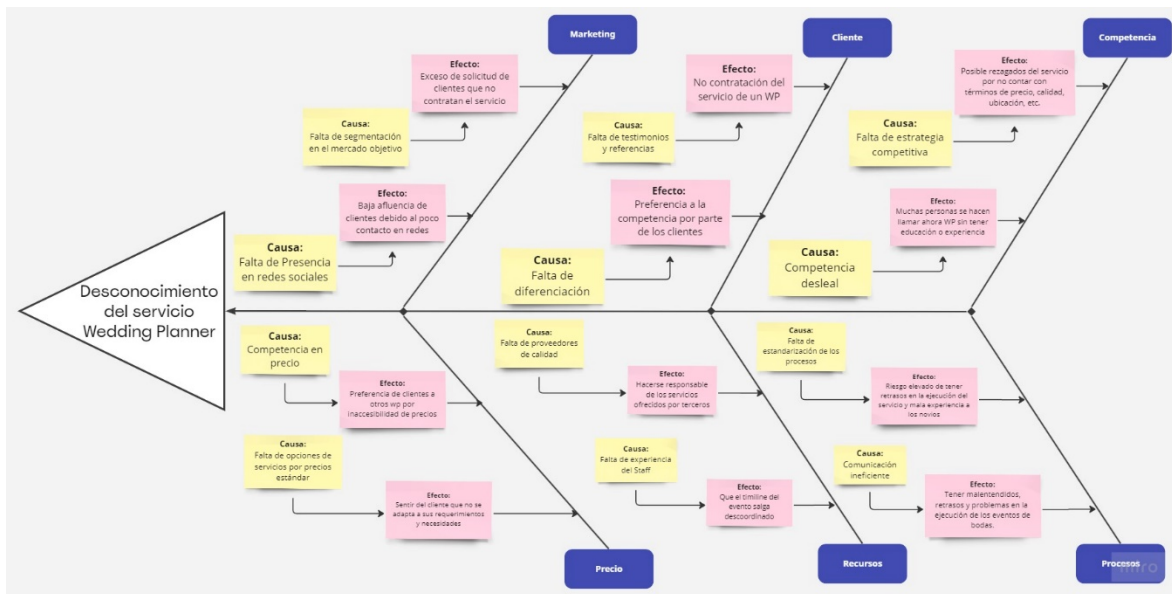 Marketing
Cliente
Competencia
Efecto:
Exceso de solicitud de
clientes que no
contratan el servicio
Causa:
Falta de segmentación
en el mercado objetivo
Efecto:
Baja afluencia de
clientes debido al poco
contacto en redes
Causa:
Falta de Presencia
en redes sociales
Efecto:
No contratación del
servicio de un WP
Causa:
Falta de testimonios
y referencias
Efecto:
Preferencia a la
competencia por parte
de los clientes
Causa:
Falta de
diferenciación
Efecto:
Posible rezagados del servicio
por no contar con
términos de precio, calidad,
ubicación, etc.
Causa:
Falta de estrategia
competitiva
Efecto:
Muchas personas se hacen
llamar ahora WP sin tener
educación o experiencia
Causa:
Competencia
desleal
Desconocimiento
del servicio
Wedding Planner
Causa:
Competencia en
precio
Efecto:
Preferencia de clientes a
otros wp por
inaccesibilidad de precios
Causa:
Falta de opciones de
servicios por precios
estándar
Efecto:
Sentir del cliente que no se
adapta a sus requerimientos
y necesidades
Causa:
Falta de proveedores
de calidad
Efecto:
Hacerse responsable
de los servicios
ofrecidos por terceros
Causa:
Falta de experiencia
del Staff
Efecto:
Que el timiline del
evento salga
descoordinado
Causa:
Falta de
estandarización de los
procesos
Efecto:
Riesgo elevado de tener
retrasos en la ejecución del
servicio y mala experiencia a
los novios
Causa:
Comunicación
ineficiente
Efecto:
Tener malentendidos,
retrasos y problemas en la
ejecución de los eventos de
bodas.
Precio
Recursos
Procesos
miro